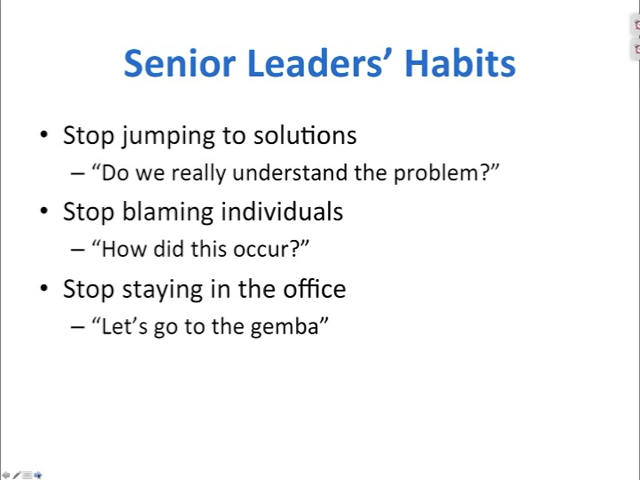 Senior Leaders’ Habits
• Stop jumping to solutions
– “Do we really understand the problem?”
• Stop blaming individuals
– “How did this occur?”
• Stop staying in the office
– “Let’s go to the gemba”